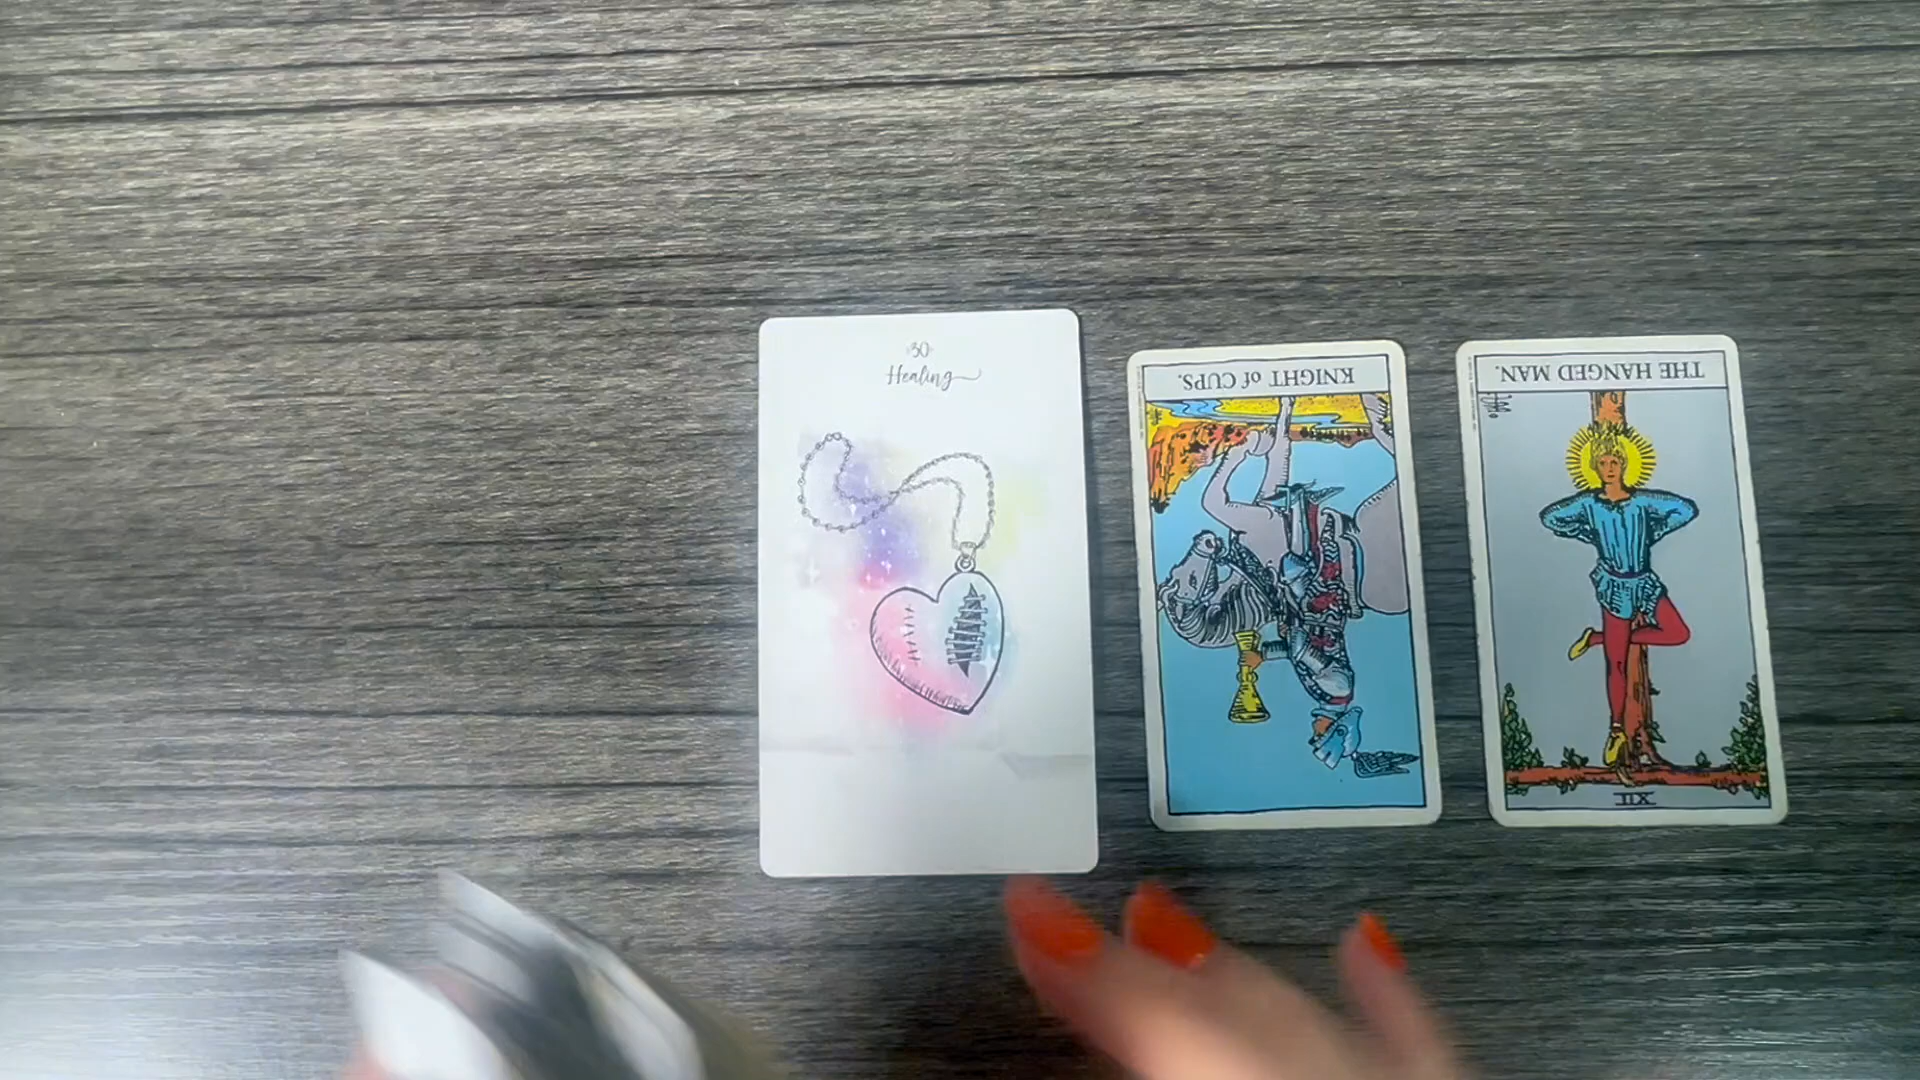 30
Healing
KNIGHT of CUPS.
THE HANGED MAN.
XII